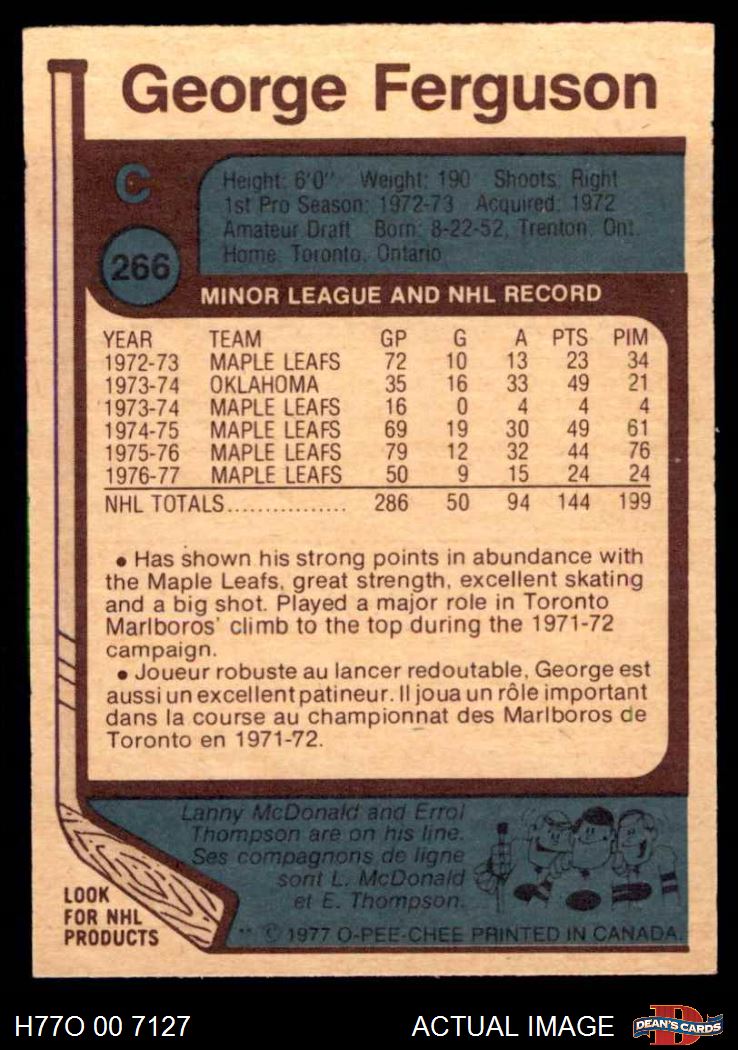 George Ferguson
C
Height: 6'0" Weight: 190 Shoots: Right
1st Pro Season: 1972-73 Acquired: 1972
Amateur Draft Born: 8-22-52, Trenton, Ont.
Home: Toronto, Ontario
266
MINOR LEAGUE AND NHL RECORD
YEAR TEAM GP G A PTS PIM
1972-73 MAPLE LEAFS 72 10 13 23 34
1973-74 OKLAHOMA 35 16 33 49 21
1973-74 MAPLE LEAFS 16 0 4 4 4
1974-75 MAPLE LEAFS 69 19 30 49 61
1975-76 MAPLE LEAFS 79 12 32 44 76
1976-77 MAPLE LEAFS 50 9 15 24 24
NHL TOTALS................ 286 50 94 144 199
• Has shown his strong points in abundance with
the Maple Leafs, great strength, excellent skating
and a big shot. Played a major role in Toronto
Marlboros' climb to the top during the 1971-72
campaign.
• Joueur robuste au lancer redoutable, George est
aussi un excellent patineur. Il joua un rôle important
dans la course au championnat des Marlboros de
Toronto en 1971-72.
Lanny McDonald and Errol
Thompson are on his line.
Ses compagnons de ligne
sont L. McDonald
et E. Thompson.
LOOK
FOR NHL
PRODUCTS
** © 1977 O-PEE-CHEE PRINTED IN CANADA.
H77O 00 7127
ACTUAL IMAGE
D
DEAN'S CARDS